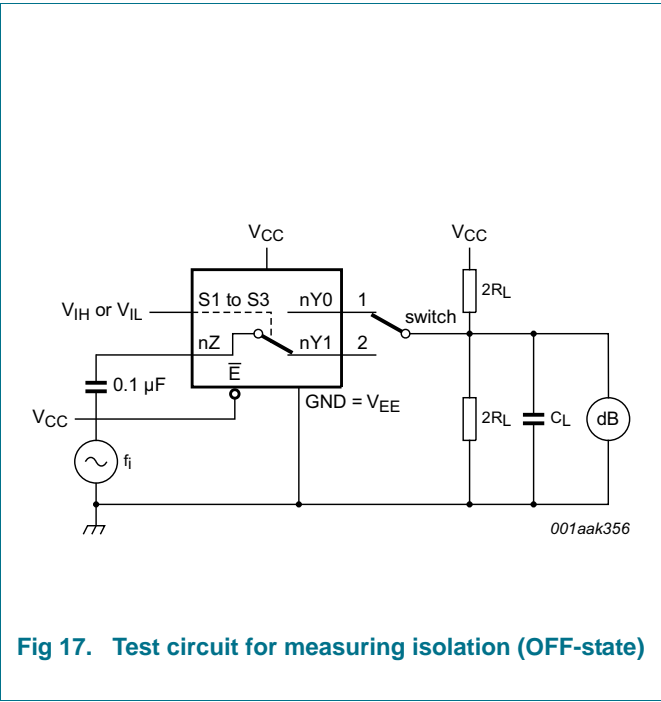 VCC
VCC
S1 to S3
nY0
1
2RL
VIH or VIL
switch
nZ
nY1
2
E̅
0.1 μF
GND = VEE
2RL
CL
dB
VCC
fi
001aak356
Fig 17. Test circuit for measuring isolation (OFF-state)